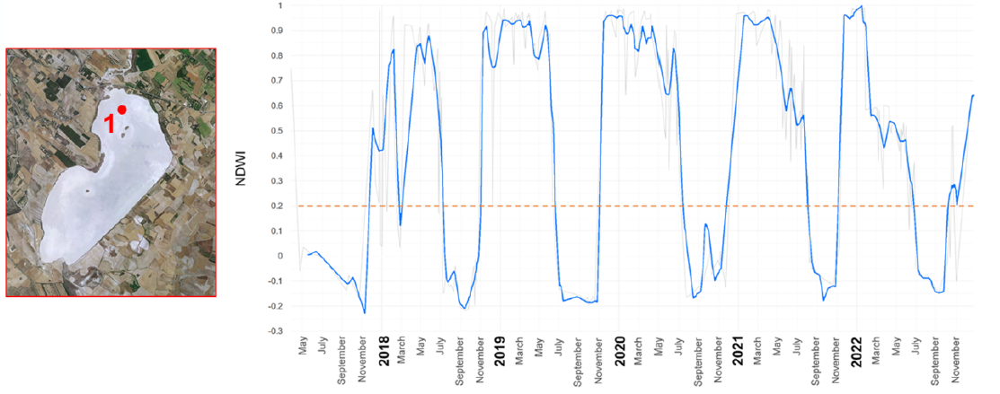 1
NDWI
1
0.9
0.8
0.7
0.6
0.5
0.4
0.3
0.2
0.1
0
-0.1
-0.2
-0.3
May
July
September
November
2018
March
May
July
September
November
2019
March
May
July
September
November
2020
March
May
July
September
November
2021
March
May
July
September
November
2022
March
May
July
September
November